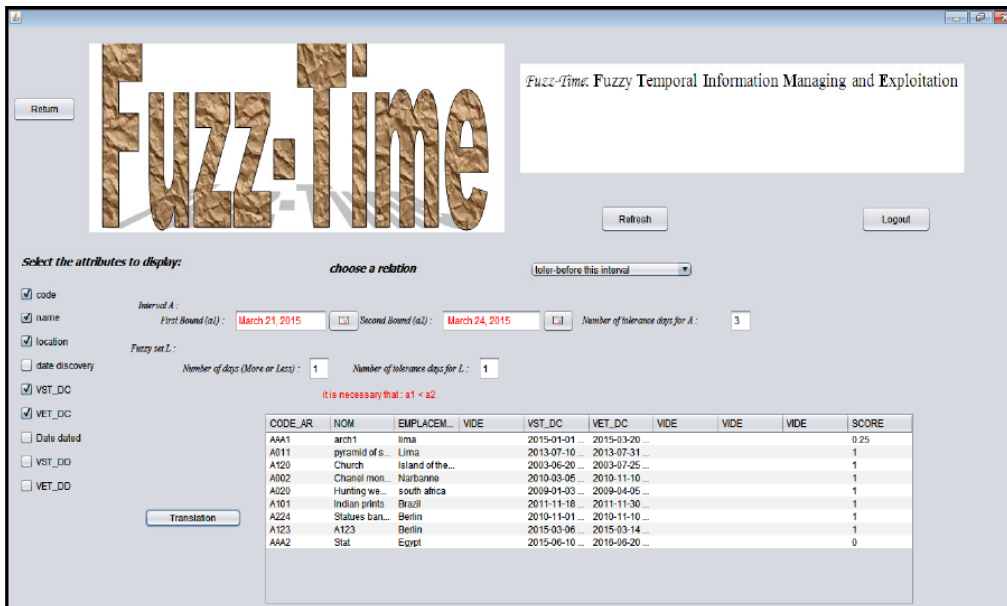 Fuzz-Time
Fuzz-Time: Fuzzy Temporal Information Managing and Exploitation
Return
Refresh
Logout
Select the attributes to display:
choose a relation
toler-before this interval
code
name
location
date discovery
VST_DC
VET_DC
Date dated
VST_DD
VET_DD
Interval A :
First Bound (a1) : March 21, 2015 Second Bound (a2) : March 24, 2015 Number of tolerance days for A : 3
Fuzzy set L :
Number of days (More or Less) : 1 Number of tolerance days for L : 1
it is necessary that : a1 < a2
Translation
CODE_AR NOM EMPLACEM... VIDE VST_DC VET_DC VIDE VIDE VIDE SCORE
AAA1 arch1 lima 2015-01-01 ... 2015-03-20 ... 0.25
A011 pyramid of s... Lima 2013-07-10 ... 2013-07-31 ... 1
A120 Church Island of the... 2003-06-20 ... 2003-07-25 ... 1
A002 Chanel mon... Narbanne 2010-03-05 ... 2010-11-10 ... 1
A020 Hunting we... south africa 2009-01-03 ... 2009-04-05 ... 1
A101 Indian prints Brazil 2011-11-18 ... 2011-11-30 ... 1
A224 Statues ban... Berlin 2010-11-01 ... 2010-11-10 ... 1
A123 A123 Berlin 2015-03-06 ... 2015-03-14 ... 1
AAA2 Stat Egypt 2015-06-10 ... 2016-06-20 ... 0